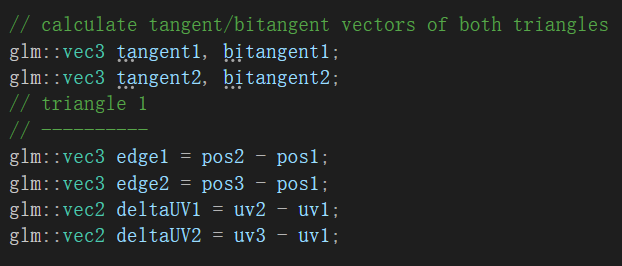 // calculate tangent/bitangent vectors of both triangles
glm::vec3 tangent1, bitangent1;
glm::vec3 tangent2, bitangent2;
// triangle 1
// ----------
glm::vec3 edge1 = pos2 - pos1;
glm::vec3 edge2 = pos3 - pos1;
glm::vec2 deltaUV1 = uv2 - uv1;
glm::vec2 deltaUV2 = uv3 - uv1;